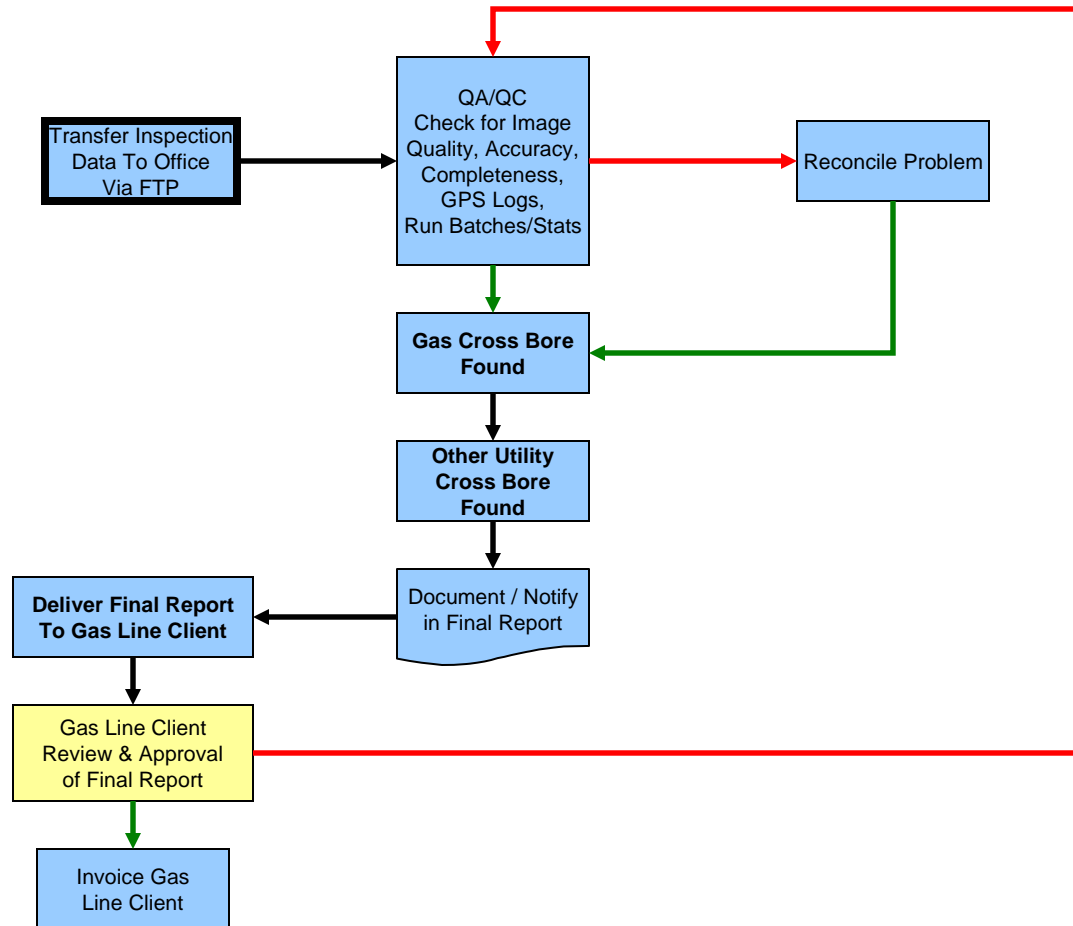 Transfer Inspection
Data To Office
Via FTP
QA/QC
Check for Image
Quality, Accuracy,
Completeness,
GPS Logs,
Run Batches/Stats
Reconcile Problem
Gas Cross Bore
Found
Other Utility
Cross Bore
Found
Document / Notify
in Final Report
Deliver Final Report
To Gas Line Client
Gas Line Client
Review & Approval
of Final Report
Invoice Gas
Line Client